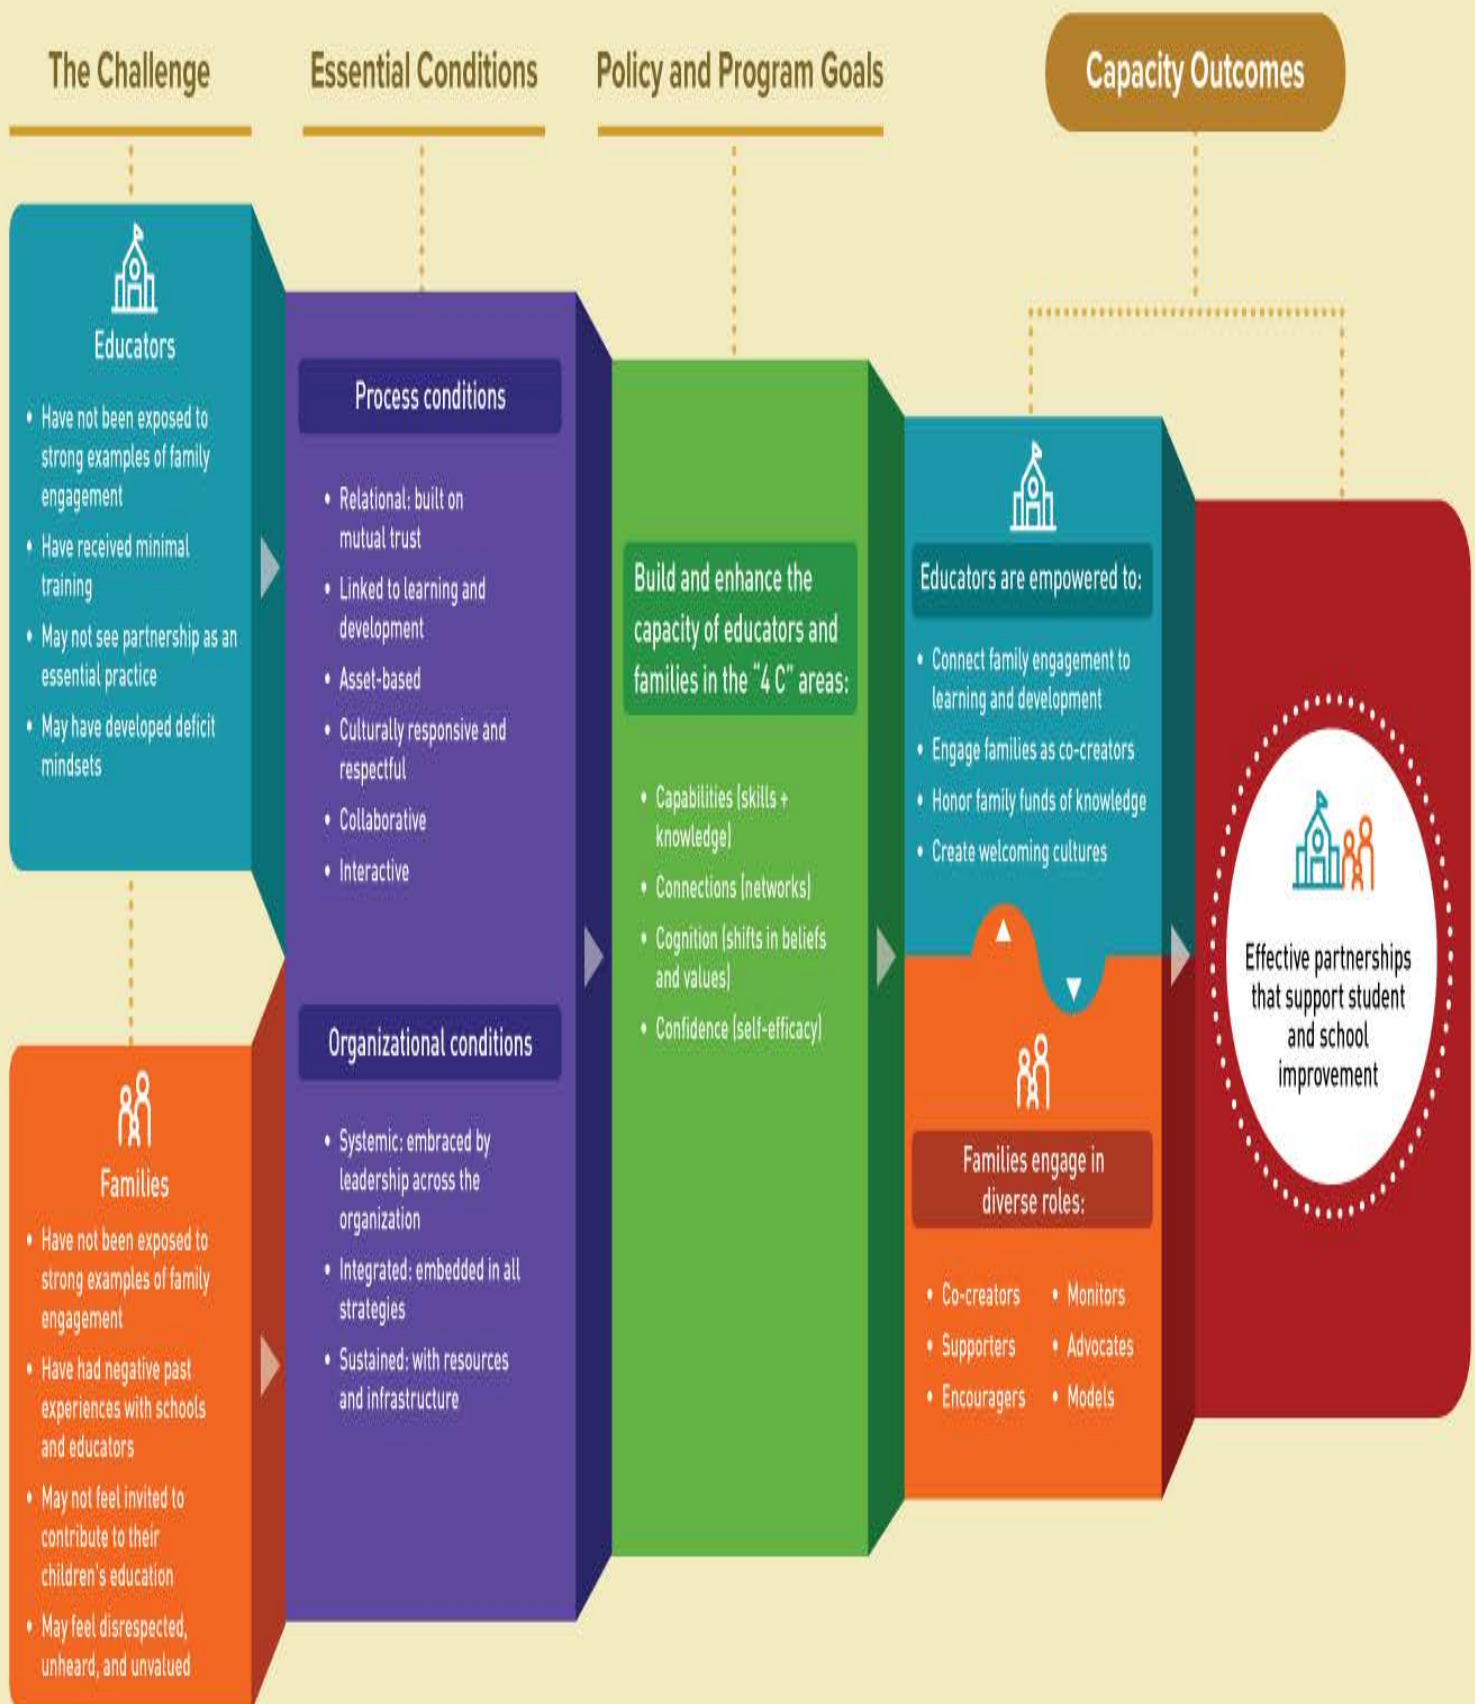 The Challenge
Essential Conditions
Policy and Program Goals
Capacity Outcomes
Educators
• Have not been exposed to
strong examples of family
engagement
• Have received minimal
training
• May not see partnership as an
essential practice
• May have developed deficit
mindsets
Families
• Have not been exposed to
strong examples of family
engagement
• Have had negative past
experiences with schools
and educators
• May not feel invited to
contribute to their
children's education
• May feel disrespected,
unheard, and unvalued
Process conditions
• Relational: built on
mutual trust
• Linked to learning and
development
• Asset-based
• Culturally responsive and
respectful
• Collaborative
• Interactive
Organizational conditions
• Systemic: embraced by
leadership across the
organization
• Integrated: embedded in all
strategies
• Sustained: with resources
and infrastructure
Build and enhance the
capacity of educators and
families in the “4 C” areas:
• Capabilities (skills +
knowledge)
• Connections (networks)
• Cognition (shifts in beliefs
and values)
• Confidence (self-efficacy)
Educators are empowered to:
• Connect family engagement to
learning and development
• Engage families as co-creators
• Honor family funds of knowledge
• Create welcoming cultures
Families engage in
diverse roles:
• Co-creators
• Supporters
• Encouragers
• Monitors
• Advocates
• Models
Effective partnerships
that support student
and school
improvement